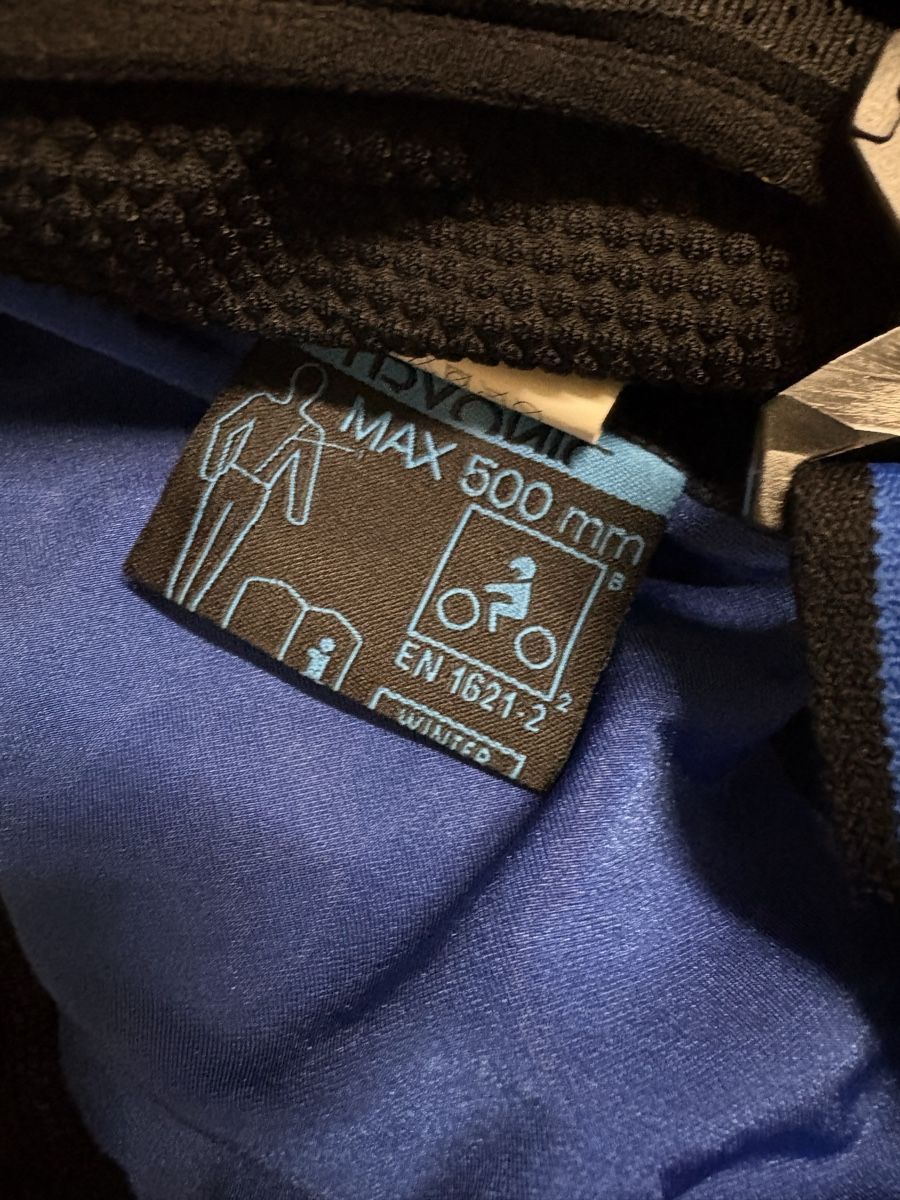 MAX 500 mm
B
EN 1621-2
2
i
WINTER